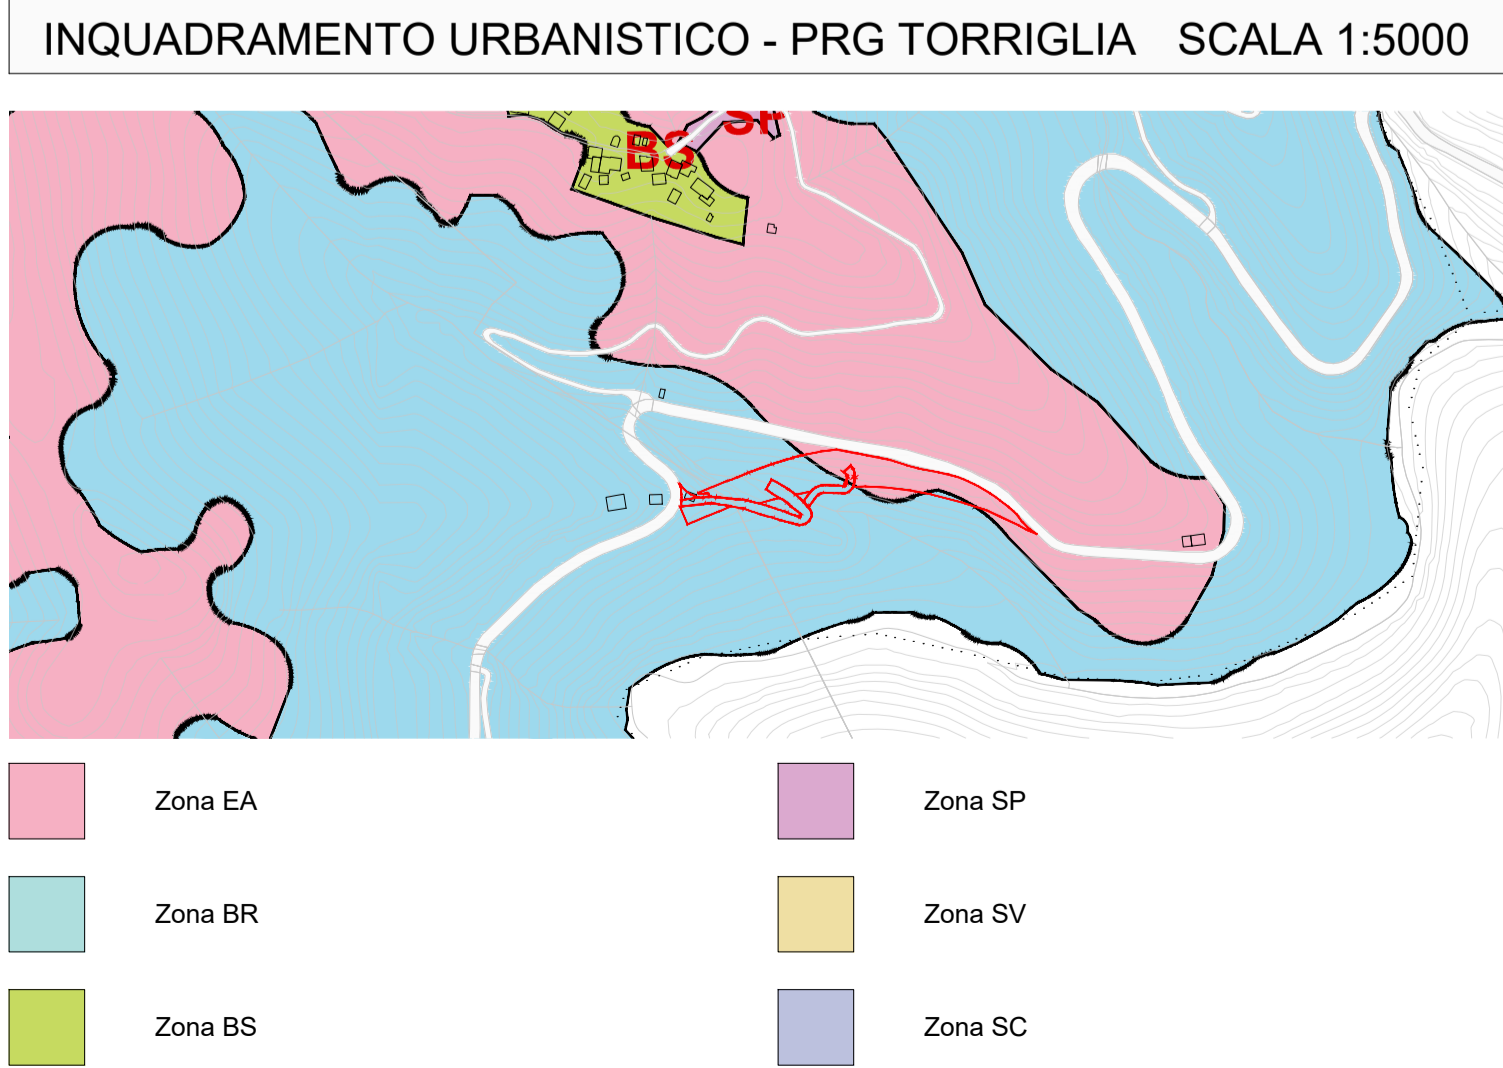 INQUADRAMENTO URBANISTICO - PRG TORRIGLIA SCALA 1:5000
BS
SP
Zona EA
Zona SP
Zona BR
Zona SV
Zona BS
Zona SC